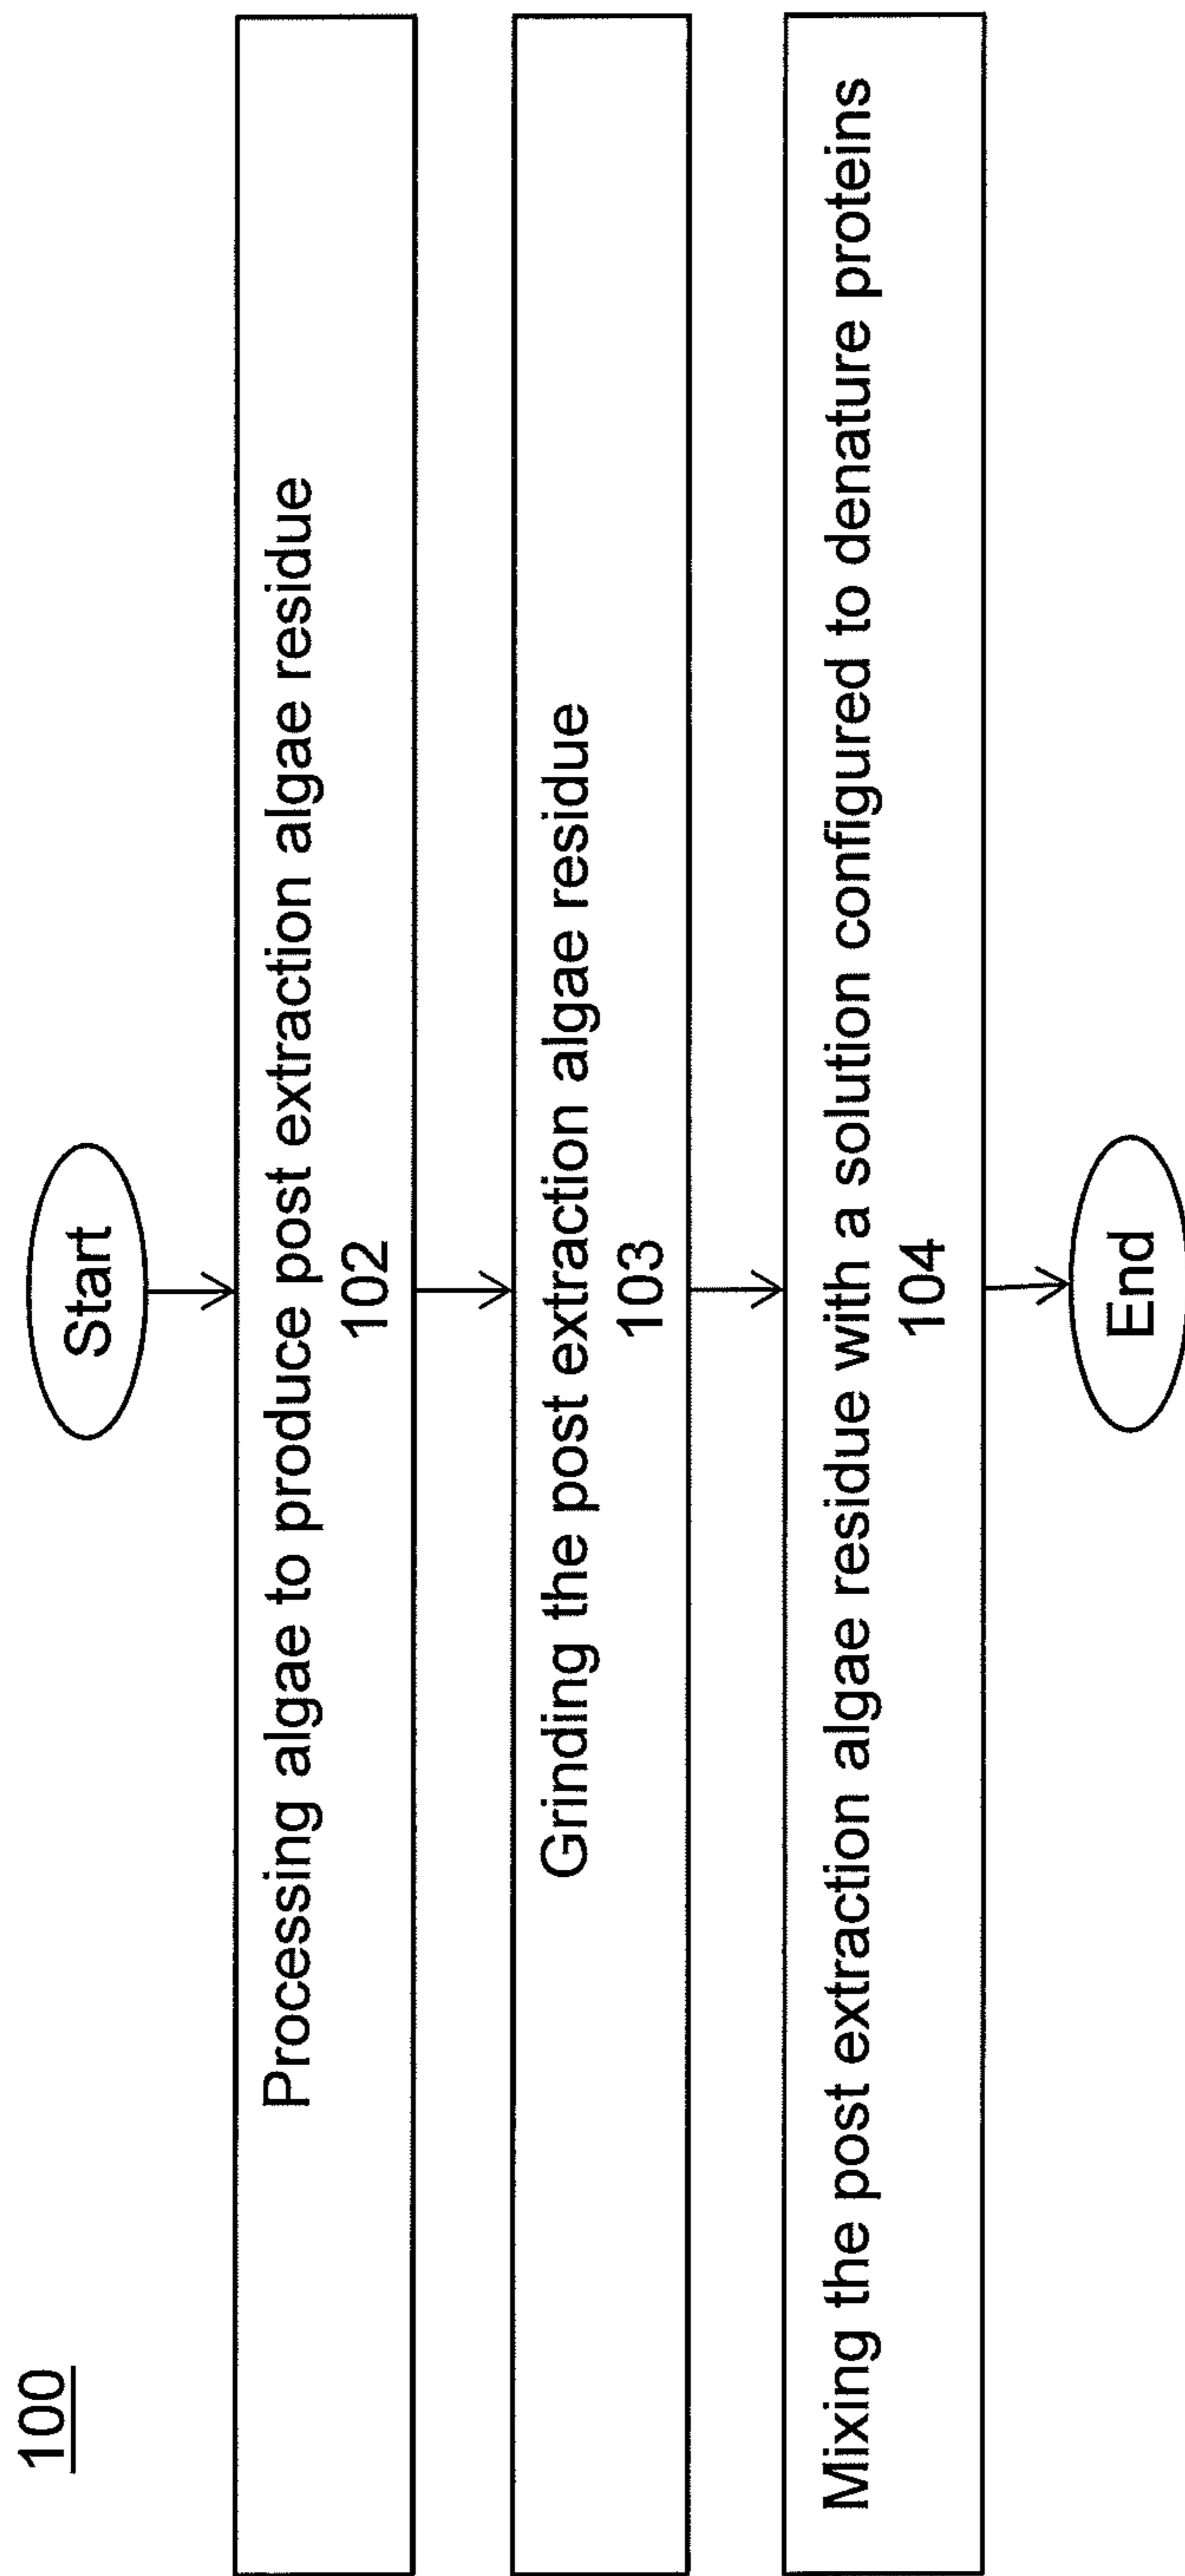 100
Start
Processing algae to produce post extraction algae residue
102
Grinding the post extraction algae residue
103
Mixing the post extraction algae residue with a solution configured to denature proteins
104
End